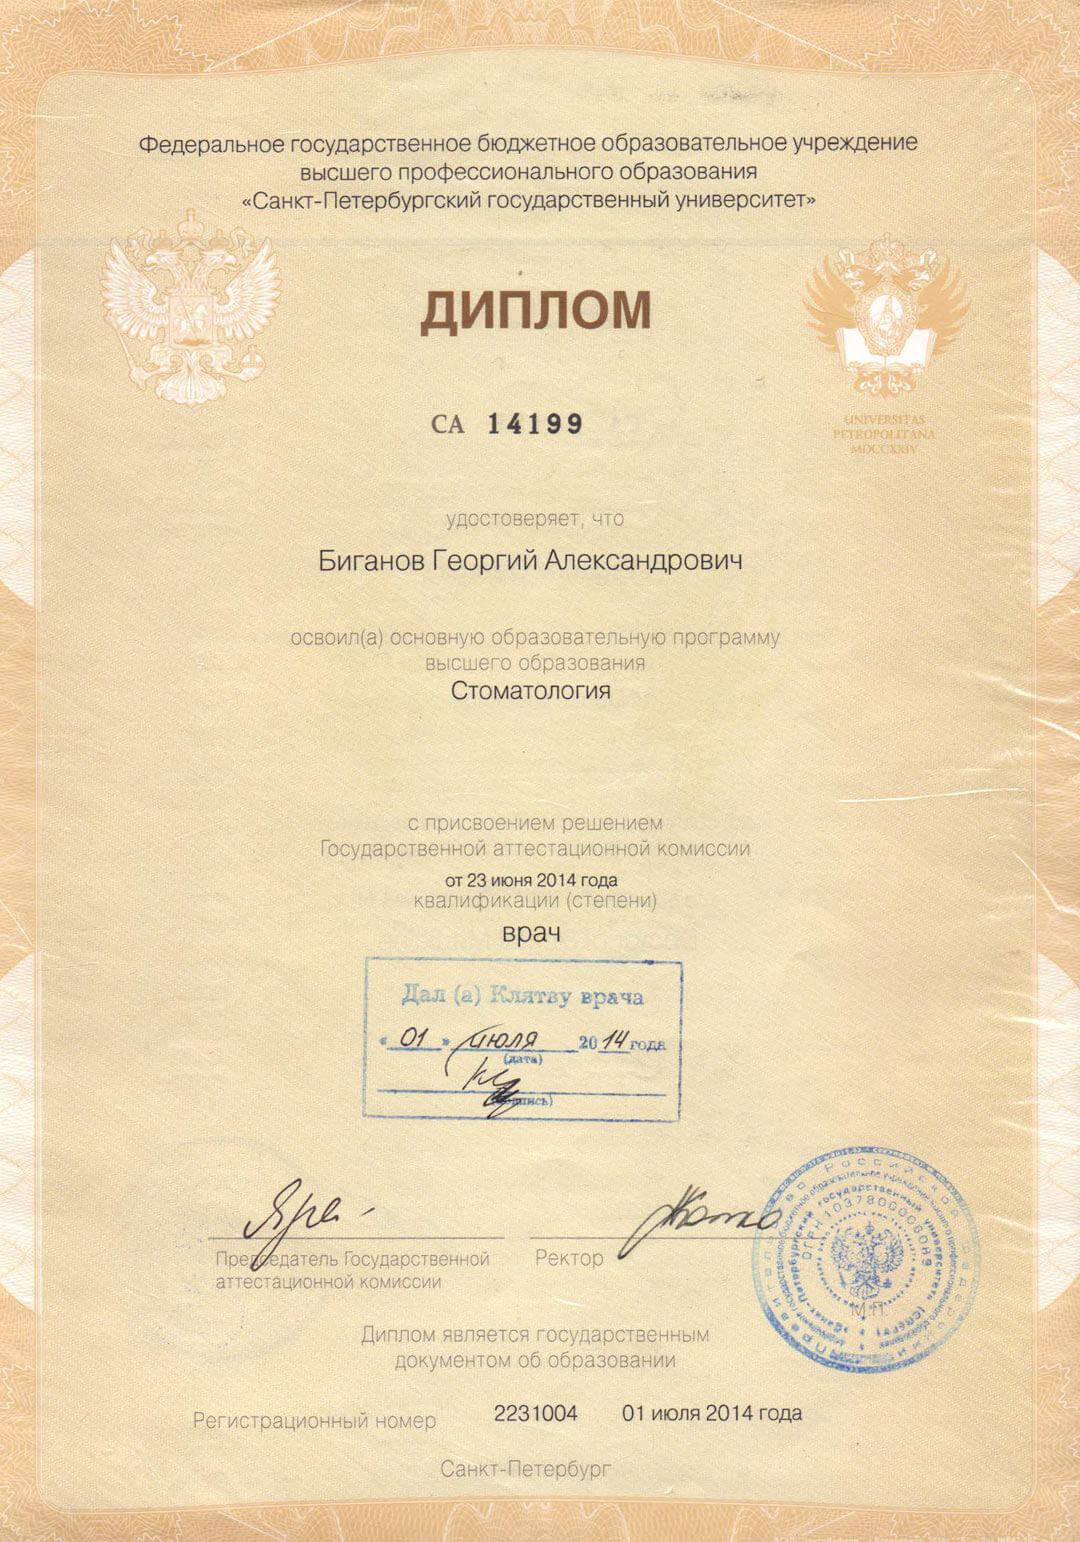 Федеральное государственное бюджетное образовательное учреждение
высшего профессионального образования
«Санкт-Петербургский государственный университет»
ДИПЛОМ
СА 14199
UNIVERSITAS
PETROPOLITANA
MDCCXXIV
удостоверяет, что
Биганов Георгий Александрович
освоил(а) основную образовательную программу
высшего образования
Стоматология
с присвоением решением
Государственной аттестационной комиссии
от 23 июня 2014 года
квалификации (степени)
врач
Дал (а) Клятву врача
« 01 » июля 2014 года
(дата)
Председатель Государственной
аттестационной комиссии
Ректор
М.П.
ОГРН 1037800006089
Диплом является государственным
документом об образовании
Регистрационный номер 2231004 01 июля 2014 года
Санкт-Петербург